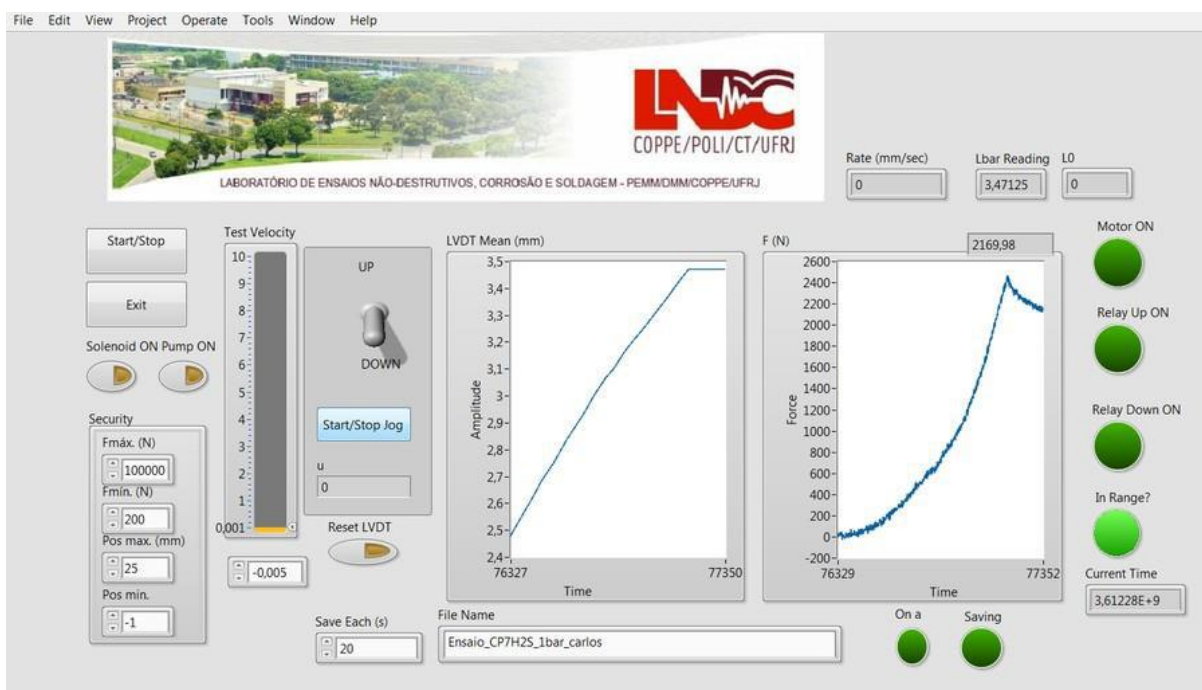 File Edit View Project Operate Tools Window Help
LNDC
COPPE/POLI/CT/UFRJ
LABORATÓRIO DE ENSAIOS NÃO-DESTRUTIVOS, CORROSÃO E SOLDAGEM - PEMM/DMM/COPPE/UFRJ
Rate (mm/sec) Lbar Reading L0
0 3,47125 0
Start/Stop
Exit
Solenoid ON Pump ON
Security
Fmáx. (N)
100000
Fmín. (N)
200
Pos max. (mm)
25
Pos min.
-1
Test Velocity
10
9
8
7
6
5
4
3
2
1
0,001
-0,005
UP
DOWN
Start/Stop Jog
u
0
Reset LVDT
Save Each (s)
20
LVDT Mean (mm)
Amplitude
3,5
3,4
3,3
3,2
3,1
3
2,9
2,8
2,7
2,6
2,5
2,4
76327 77350
Time
F (N) 2169,98
Force
2600
2400
2200
2000
1800
1600
1400
1200
1000
800
600
400
200
0
-200
76329 77352
Time
File Name
Ensaio_CP7H2S_1bar_carlos
On a Saving
Motor ON
Relay Up ON
Relay Down ON
In Range?
Current Time
3,61228E+9